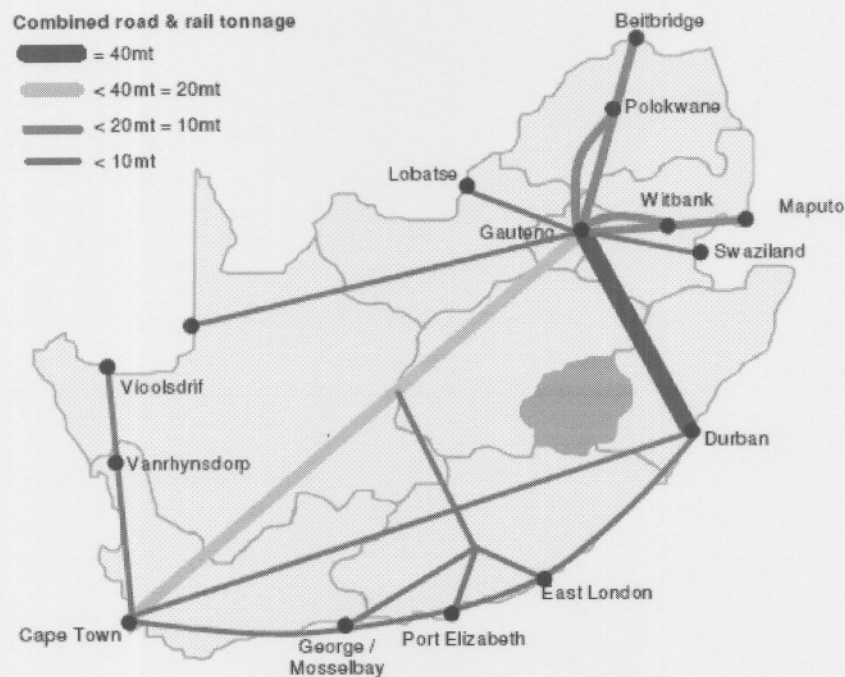 Combined road & rail tonnage
= 40mt
< 40mt = 20mt
< 20mt = 10mt
< 10mt
Beitbridge
Polokwane
Lobatse
Witbank
Maputo
Gauteng
Swaziland
Vioolsdrif
Vanrhynsdorp
Durban
East London
Cape Town
George /
Mosselbay
Port Elizabeth